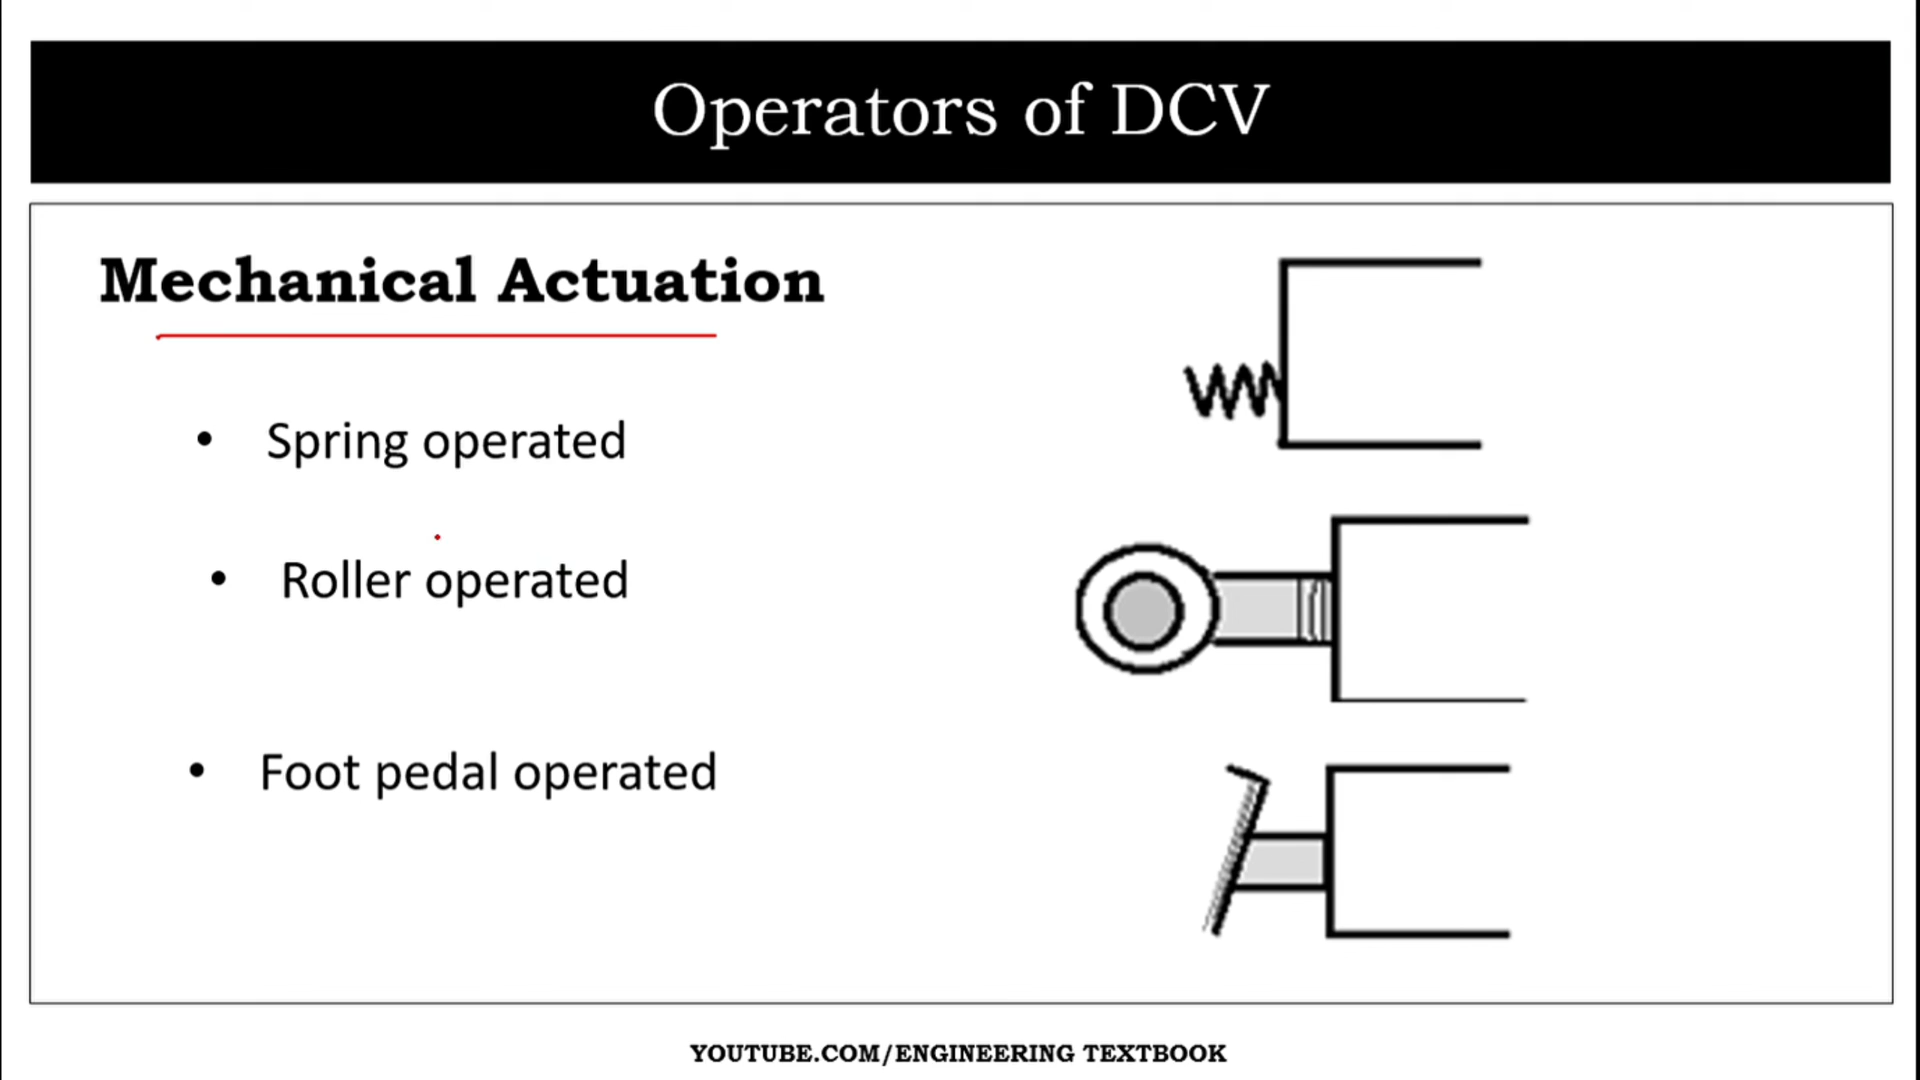 Operators of DCV
Mechanical Actuation
• Spring operated
• Roller operated
• Foot pedal operated
YOUTUBE.COM/ENGINEERING TEXTBOOK